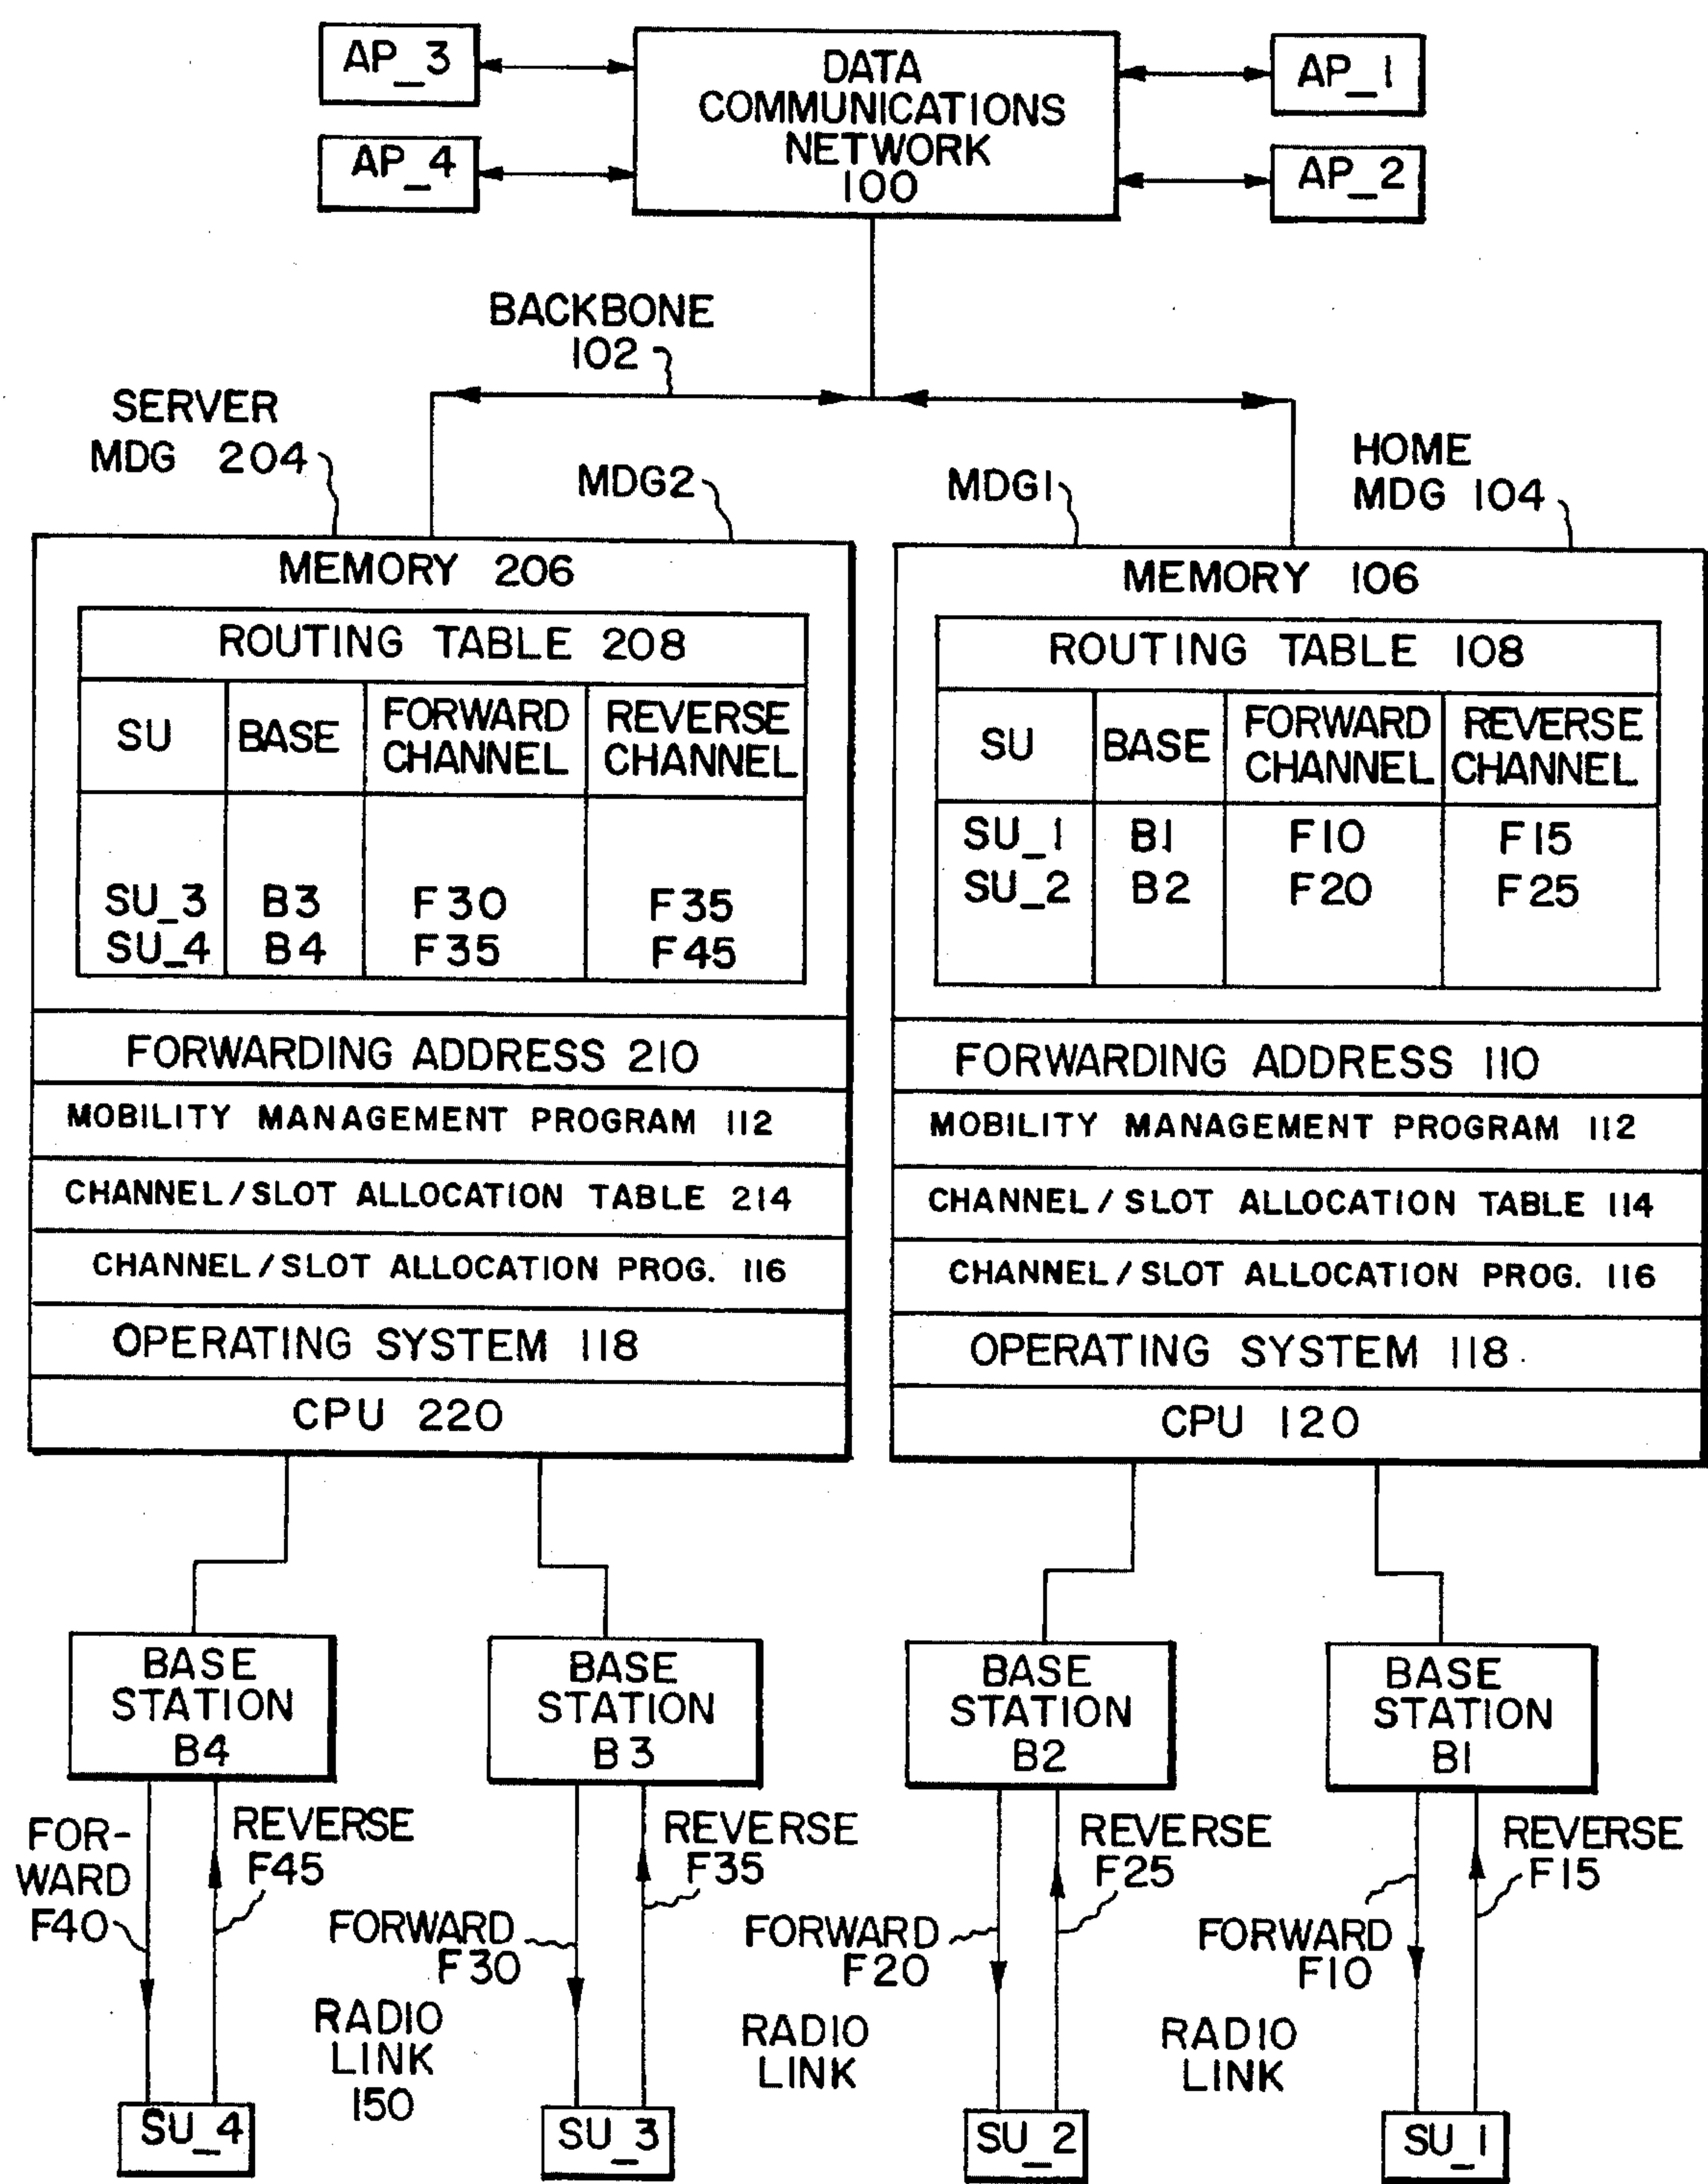 AP_3
AP_4
DATA
COMMUNICATIONS
NETWORK
100
AP_1
AP_2
BACKBONE
102
SERVER
MDG 204
MDG2
MDG1
HOME
MDG 104
MEMORY 206
ROUTING TABLE 208
SU BASE FORWARD CHANNEL REVERSE CHANNEL
SU_3 B3 F30 F35
SU_4 B4 F35 F45
FORWARDING ADDRESS 210
MOBILITY MANAGEMENT PROGRAM 112
CHANNEL/SLOT ALLOCATION TABLE 214
CHANNEL/SLOT ALLOCATION PROG. 116
OPERATING SYSTEM 118
CPU 220
MEMORY 106
ROUTING TABLE 108
SU BASE FORWARD CHANNEL REVERSE CHANNEL
SU_1 B1 F10 F15
SU_2 B2 F20 F25
FORWARDING ADDRESS 110
MOBILITY MANAGEMENT PROGRAM 112
CHANNEL/SLOT ALLOCATION TABLE 114
CHANNEL/SLOT ALLOCATION PROG. 116
OPERATING SYSTEM 118
CPU 120
BASE
STATION
B4
BASE
STATION
B3
BASE
STATION
B2
BASE
STATION
B1
FOR-
WARD
F40
REVERSE
F45
FORWARD
F30
REVERSE
F35
FORWARD
F20
REVERSE
F25
FORWARD
F10
REVERSE
F15
RADIO
LINK
150
RADIO
LINK
RADIO
LINK
SU_4
SU_3
SU_2
SU_1